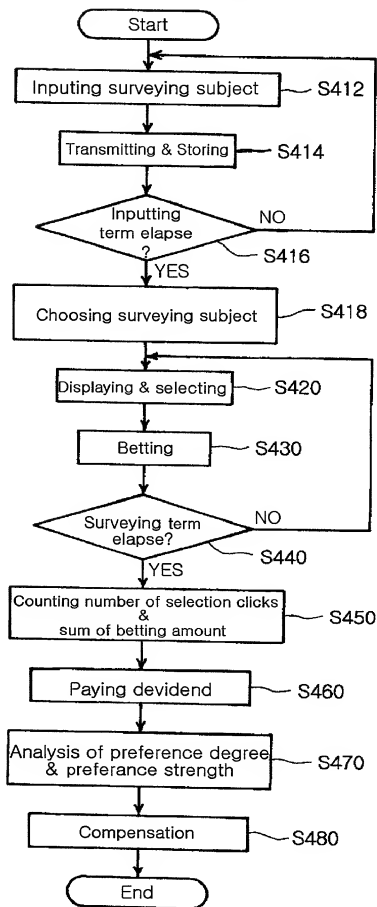 Start
Inputing surveying subject
S412
Transmitting & Storing
S414
Inputting
term elapse
?
NO
S416
YES
Choosing surveying subject
S418
Displaying & selecting
S420
Betting
S430
Surveying term
elapse?
NO
S440
YES
Counting number of selection clicks
&
sum of betting amount
S450
Paying devidend
S460
Analysis of preference degree
& preferance strength
S470
Compensation
S480
End